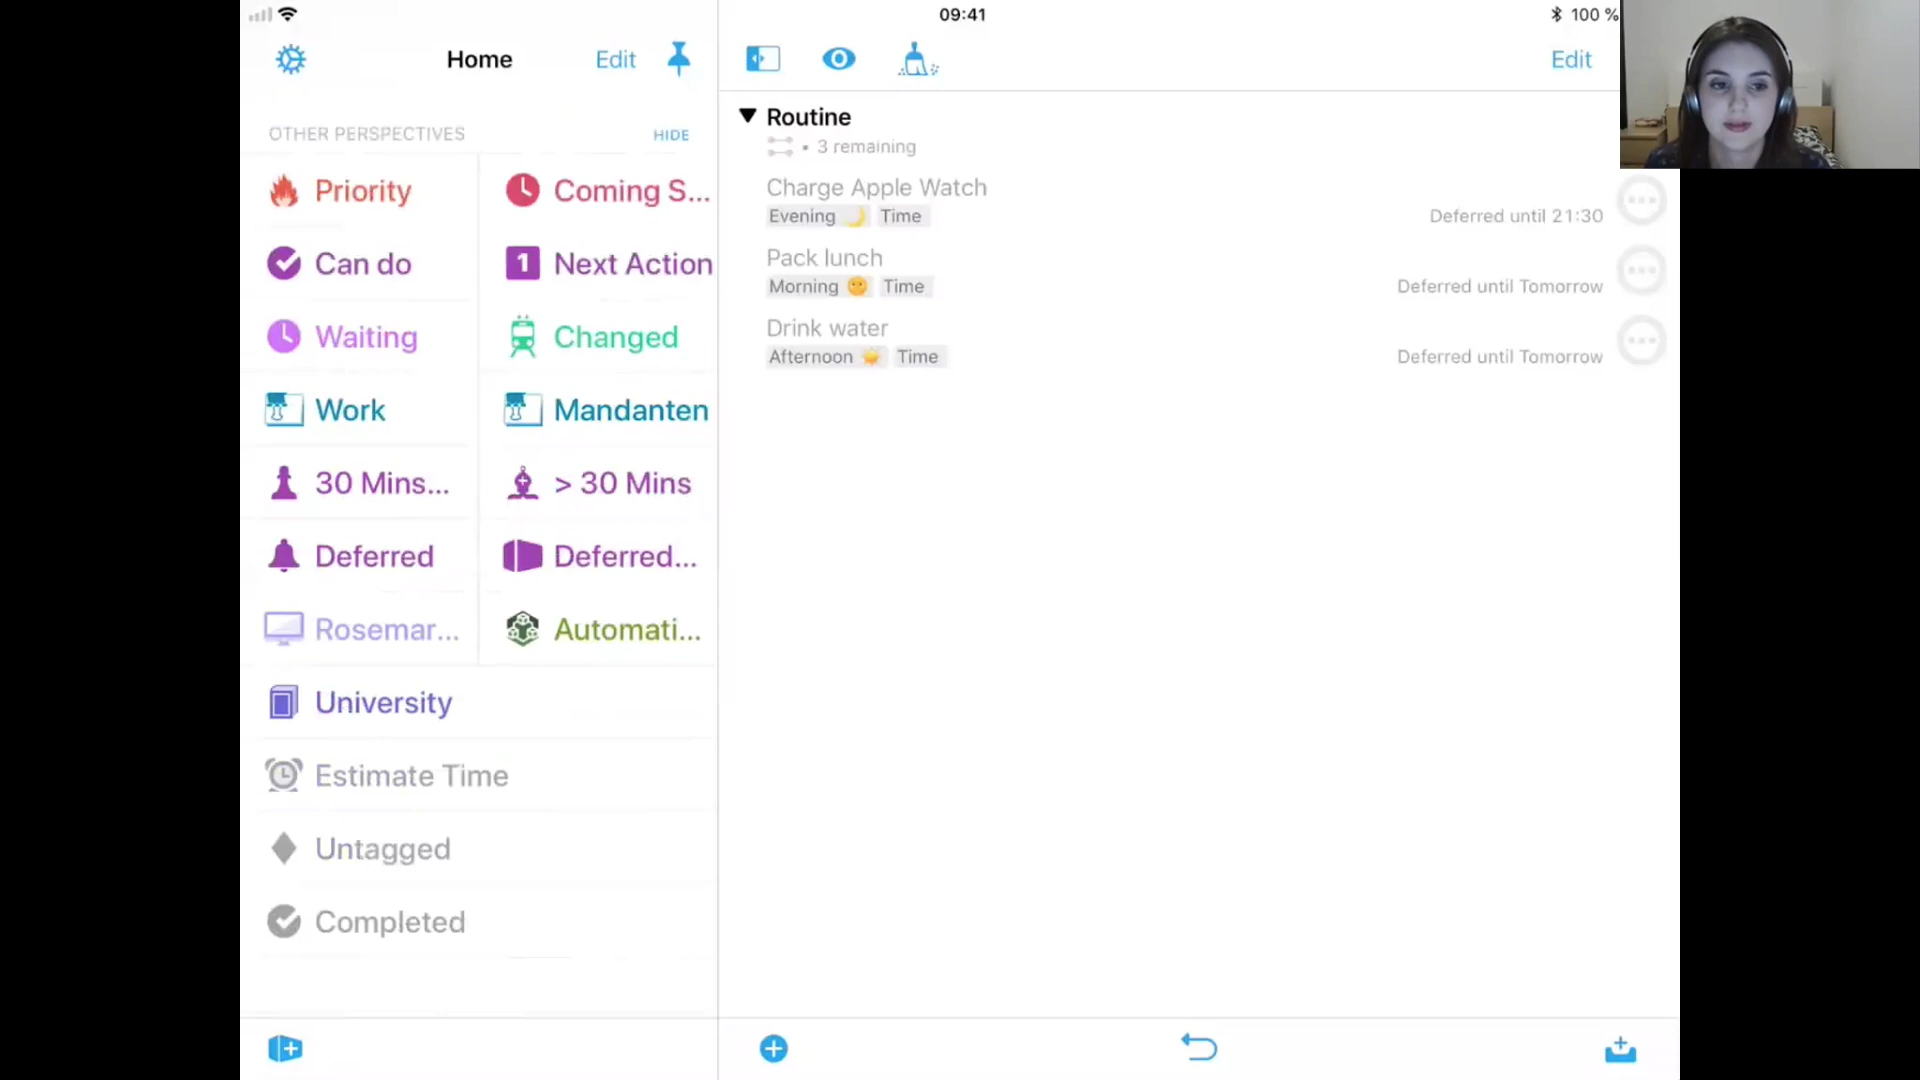 09:41
100 %
Home
Edit
Edit
OTHER PERSPECTIVES
HIDE
Priority
Coming S...
Can do
1
Next Action
Waiting
Changed
Work
Mandanten
30 Mins...
> 30 Mins
Deferred
Deferred...
Rosemar...
Automati...
University
Estimate Time
Untagged
Completed
Routine
• 3 remaining
Charge Apple Watch
Evening 🌙 Time
Deferred until 21:30
Pack lunch
Morning 😶 Time
Deferred until Tomorrow
Drink water
Afternoon ☀️ Time
Deferred until Tomorrow